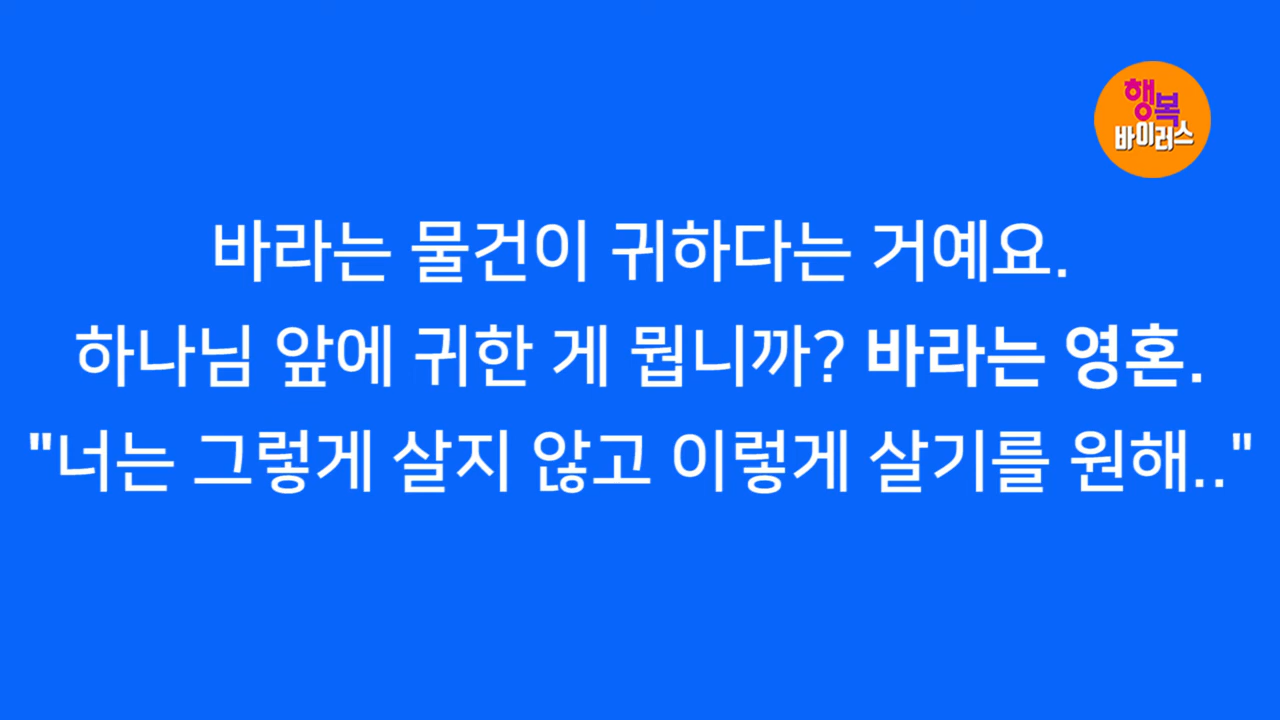 행복
바이러스
바라는 물건이 귀하다는 거예요.
하나님 앞에 귀한 게 뭡니까? 바라는 영혼.
"너는 그렇게 살지 않고 이렇게 살기를 원해.."